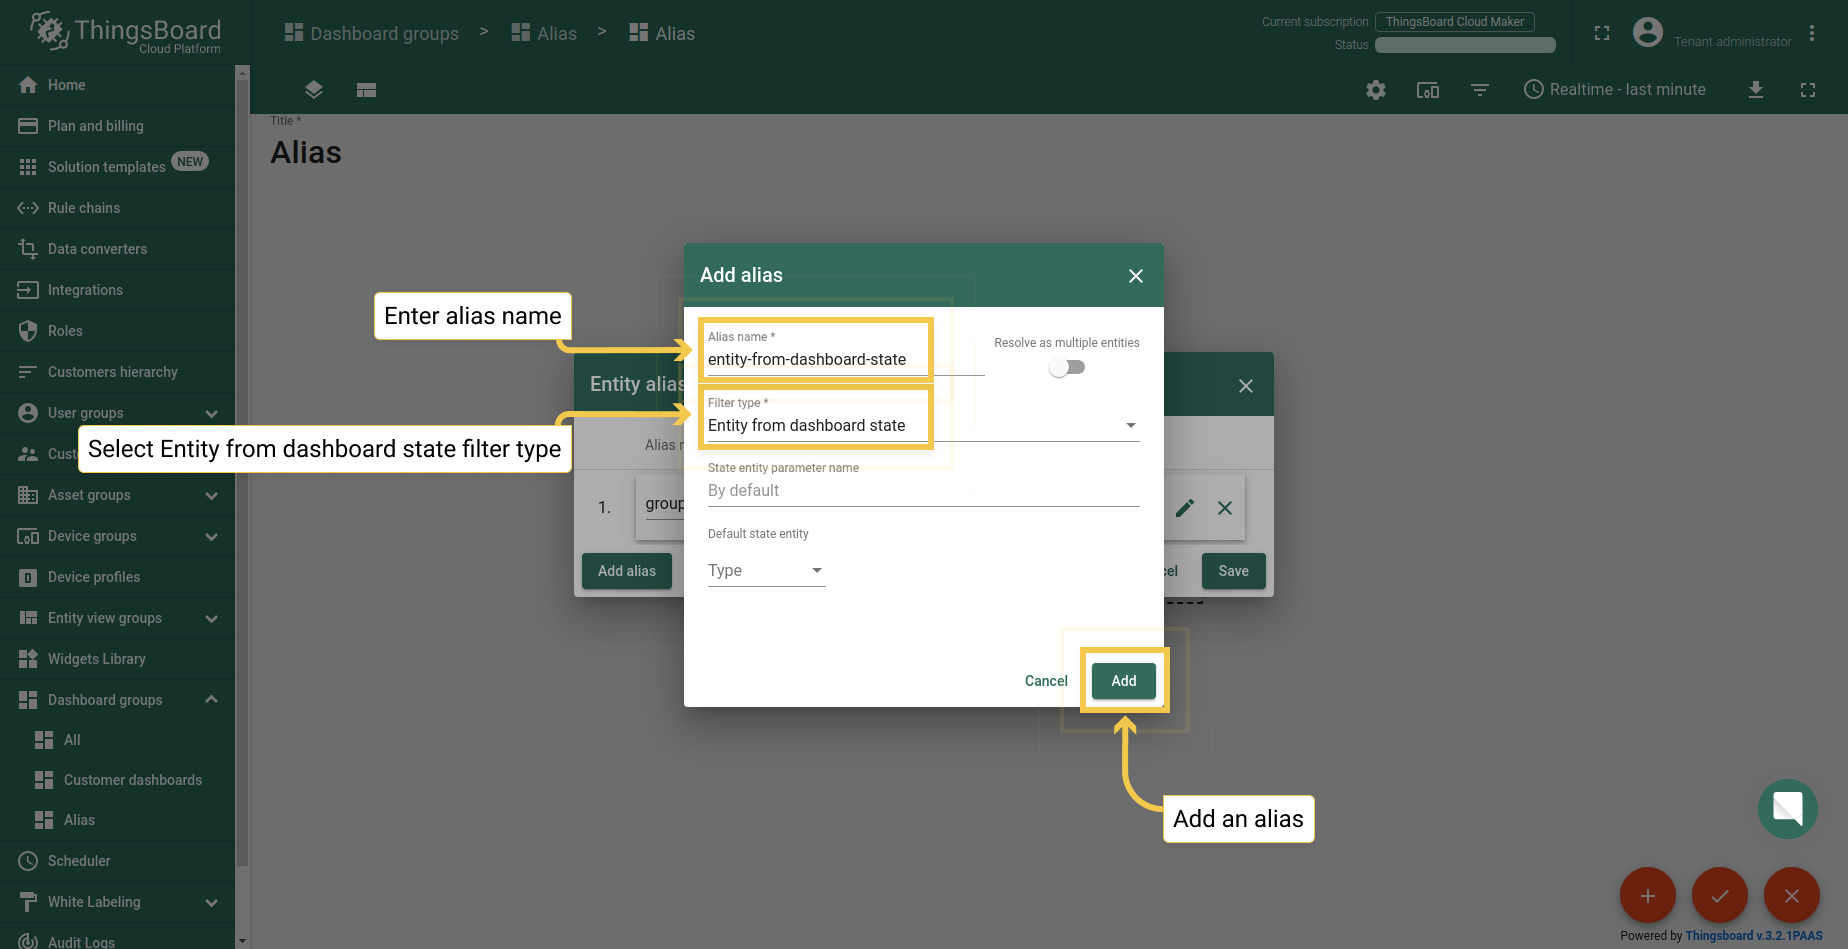 ThingsBoard
Cloud Platform
Dashboard groups > Alias > Alias
Current subscription ThingsBoard Cloud Maker
Status
Tenant administrator
Realtime - last minute
Home
Plan and billing
Solution templates NEW
Rule chains
Data converters
Integrations
Roles
Customers hierarchy
User groups
Cust
Asset groups
Device groups
Device profiles
Entity view groups
Widgets Library
Dashboard groups
All
Customer dashboards
Alias
Scheduler
White Labeling
Audit Logs
Title *
Alias
Enter alias name
Select Entity from dashboard state filter type
Entity alias
Alias
1. group
Add alias
Save
Add alias
Alias name *
entity-from-dashboard-state
Resolve as multiple entities
Filter type *
Entity from dashboard state
State entity parameter name
By default
Default state entity
Type
Cancel
Add
Add an alias
Powered by Thingsboard v.3.2.1PAAS